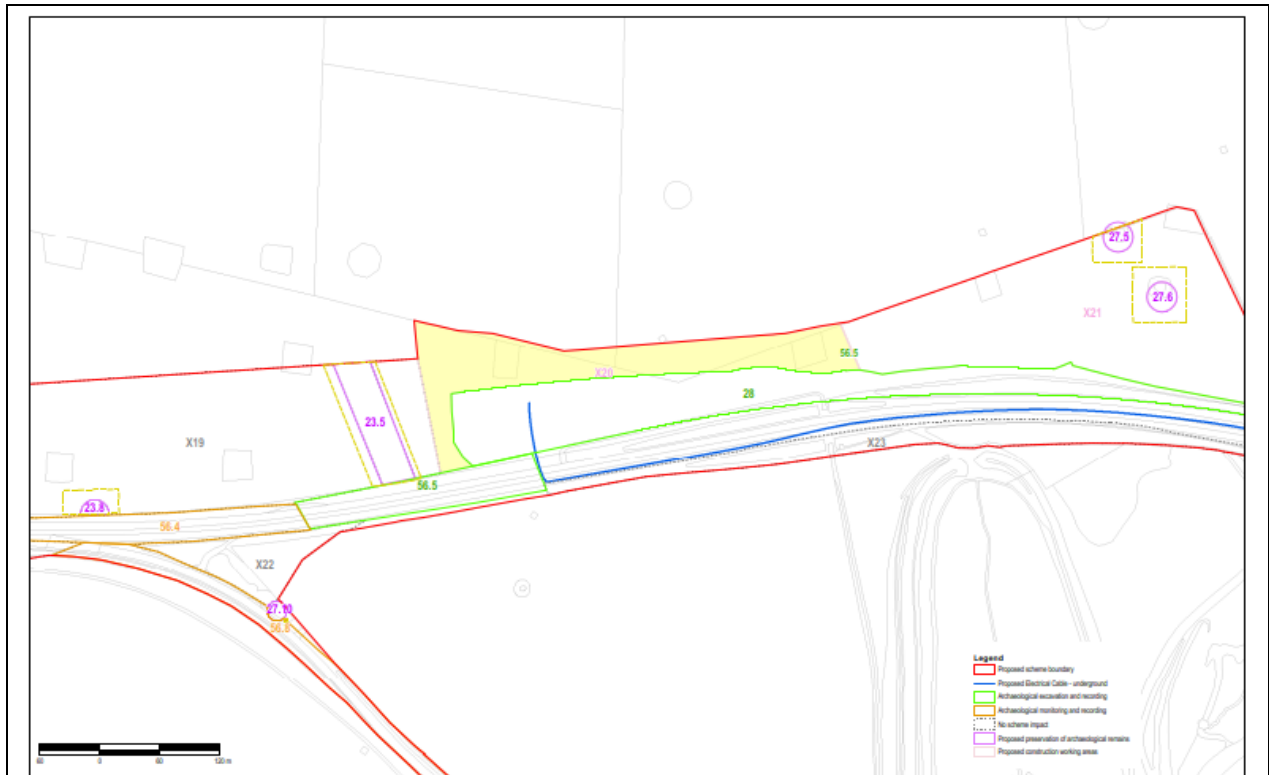 27.5
27.6
X21
56.5
X20
28
23.5
X19
X23
56.5
23.8
56.4
X22
27.10
56.8
Legend
Proposed scheme boundary
Proposed Electrical Cable - underground
Archaeological excavation and recording
Archaeological monitoring and recording
No scheme impact
Proposed preservation of archaeological remains
Proposed construction working areas
60 0 60 120 m